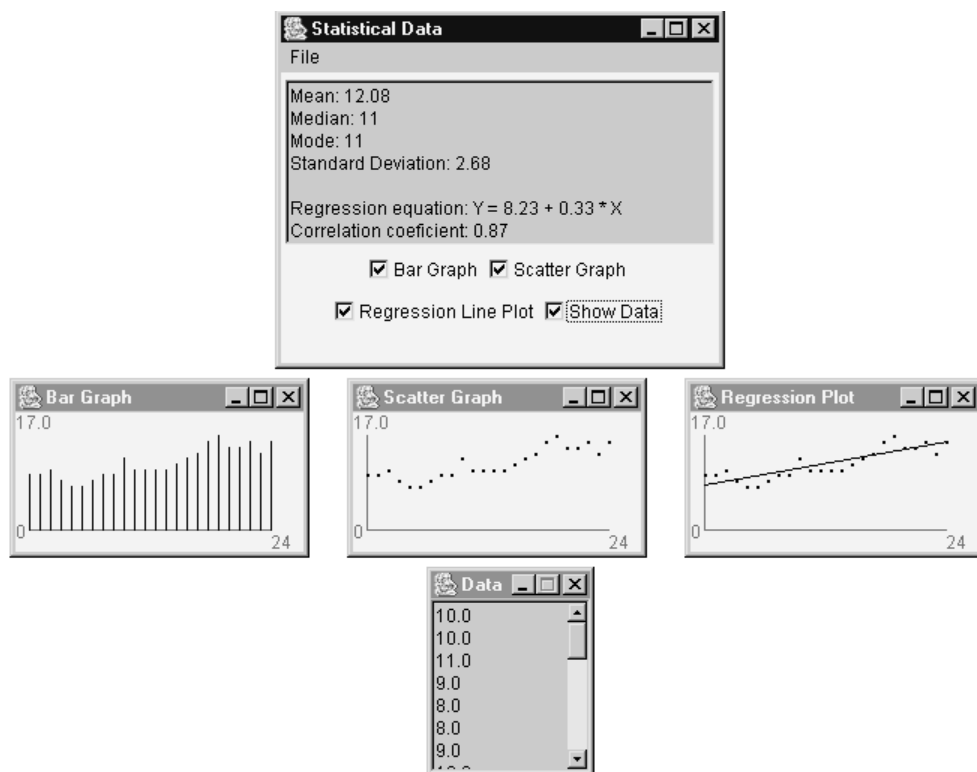 Statistical Data
File
Mean: 12.08
Median: 11
Mode: 11
Standard Deviation: 2.68
Regression equation: Y = 8.23 + 0.33 * X
Correlation coeficient: 0.87
Bar Graph Scatter Graph
Regression Line Plot Show Data
Bar Graph
17.0
0
24
Scatter Graph
17.0
0
24
Regression Plot
17.0
0
24
Data
10.0
10.0
11.0
9.0
8.0
8.0
9.0